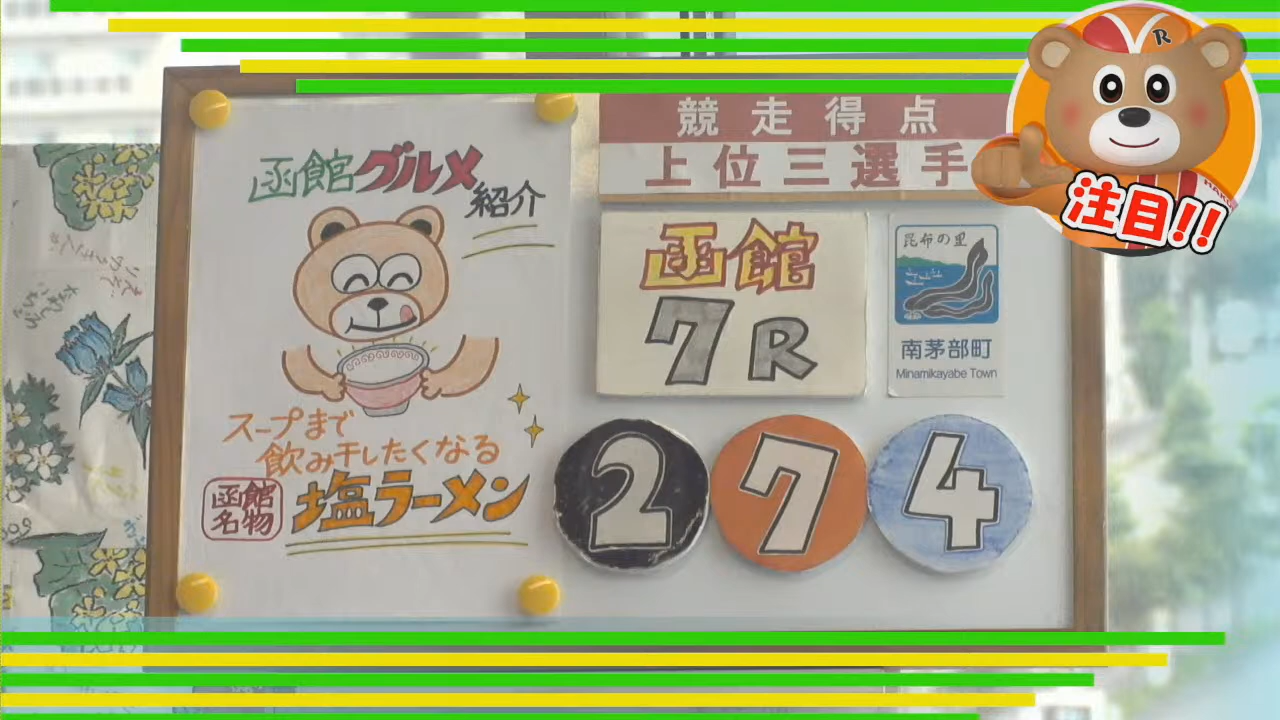 函館グルメ
紹介
スープまで
飲み干したくなる
函館
名物
塩ラーメン
競走得点
上位三選手
函館
7R
昆布の里
南茅部町
Minamikayabe Town
2
7
4
R
注目!!